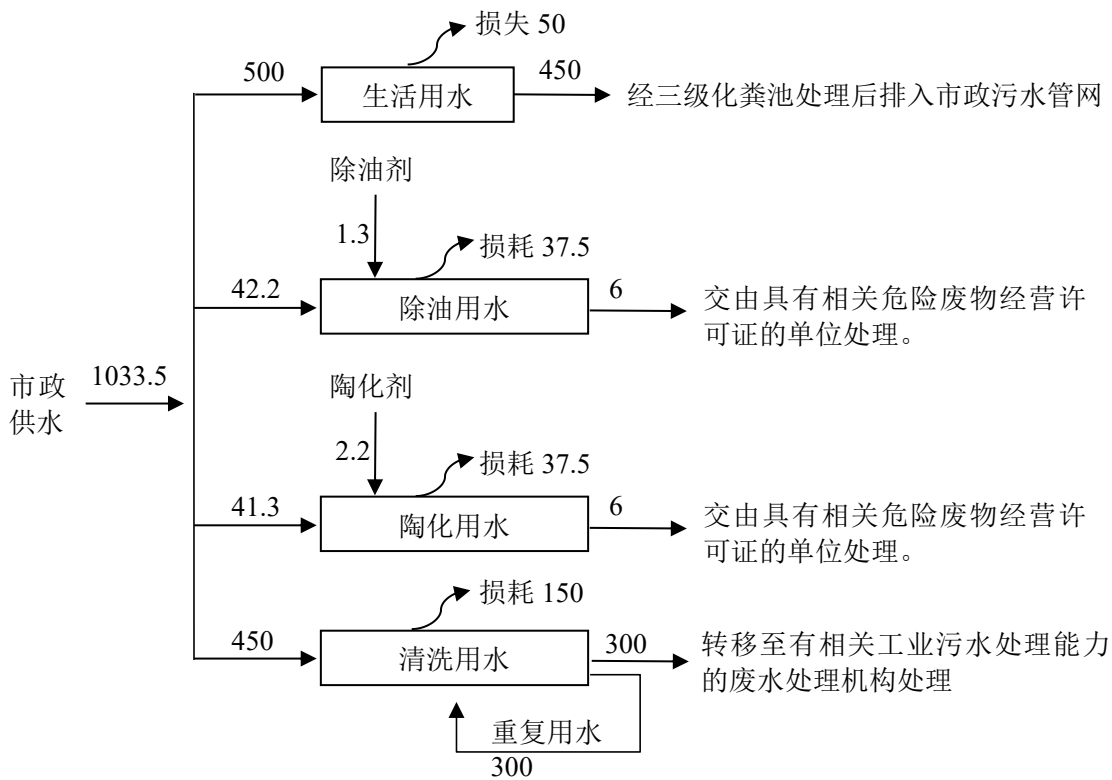 损失 50
500
生活用水
450
经三级化粪池处理后排入市政污水管网
除油剂
1.3
损耗 37.5
42.2
除油用水
6
交由具有相关危险废物经营许
可证的单位处理。
市政
供水
1033.5
陶化剂
2.2
损耗 37.5
41.3
陶化用水
6
交由具有相关危险废物经营许
可证的单位处理。
损耗 150
450
清洗用水
300
转移至有相关工业污水处理能力
的废水处理机构处理
重复用水
300